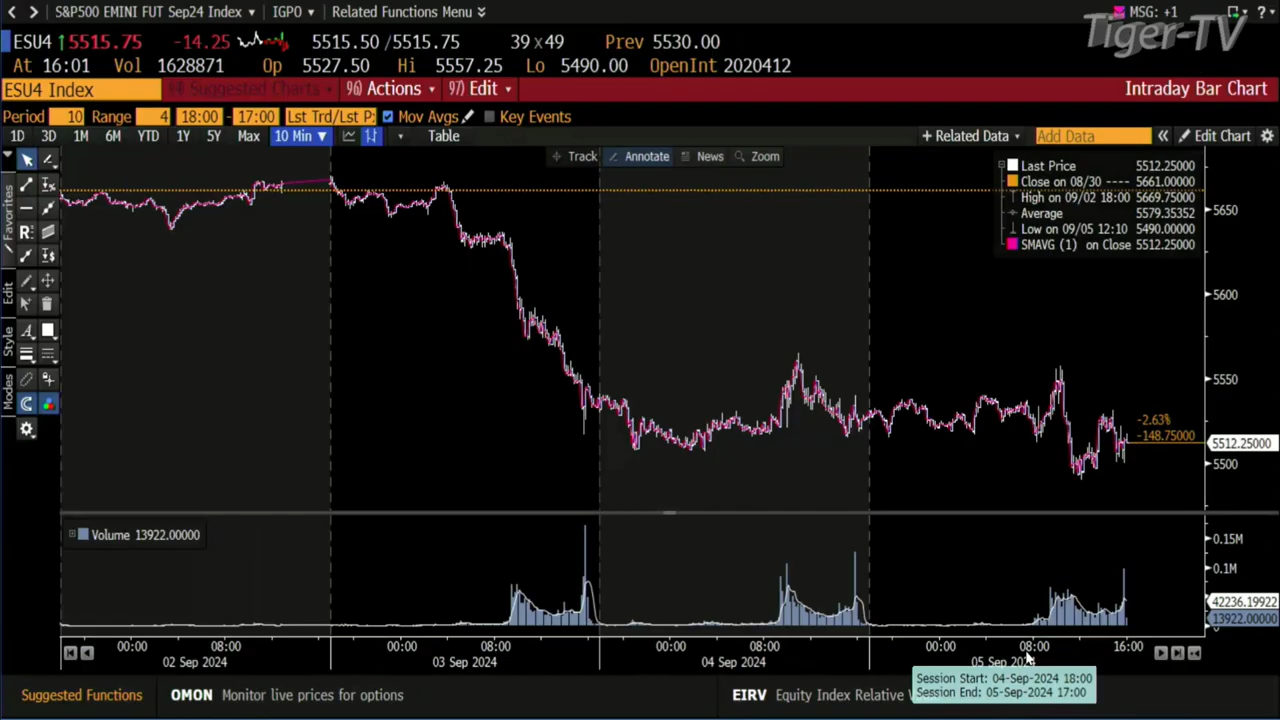 S&P500 EMINI FUT Sep24 Index IGPO Related Functions Menu MSG: +1 ?
Tiger-TV
ESU4 5515.75 -14.25 5515.50 /5515.75 39x49 Prev 5530.00
At 16:01 Vol 1628871 Op 5527.50 Hi 5557.25 Lo 5490.00 OpenInt 2020412
ESU4 Index 94) Suggested Charts 96) Actions 97) Edit Intraday Bar Chart
Period 10 Range 4 18:00 - 17:00 Lst Trd/Lst P Mov Avgs Key Events
1D 3D 1M 6M YTD 1Y 5Y Max 10 Min ▼ Table + Related Data Add Data « Edit Chart
Track Annotate News Zoom
Last Price 5512.25000
Close on 08/30 ---- 5661.00000
High on 09/02 18:00 5669.75000
Average 5579.35352
Low on 09/05 12:10 5490.00000
SMAVG (1) on Close 5512.25000
Favorites
Edit
Style
Modes
5650
5600
5550
-2.63%
-148.75000
5512.25000
5500
Volume 13922.00000
0.15M
0.1M
42236.19922
13922.00000
0
00:00 08:00 00:00 08:00 00:00 08:00 00:00 08:00 16:00
02 Sep 2024 03 Sep 2024 04 Sep 2024 05 Sep 2024
Session Start: 04-Sep-2024 18:00
Session End: 05-Sep-2024 17:00
Suggested Functions OMON Monitor live prices for options EIRV Equity Index Relative